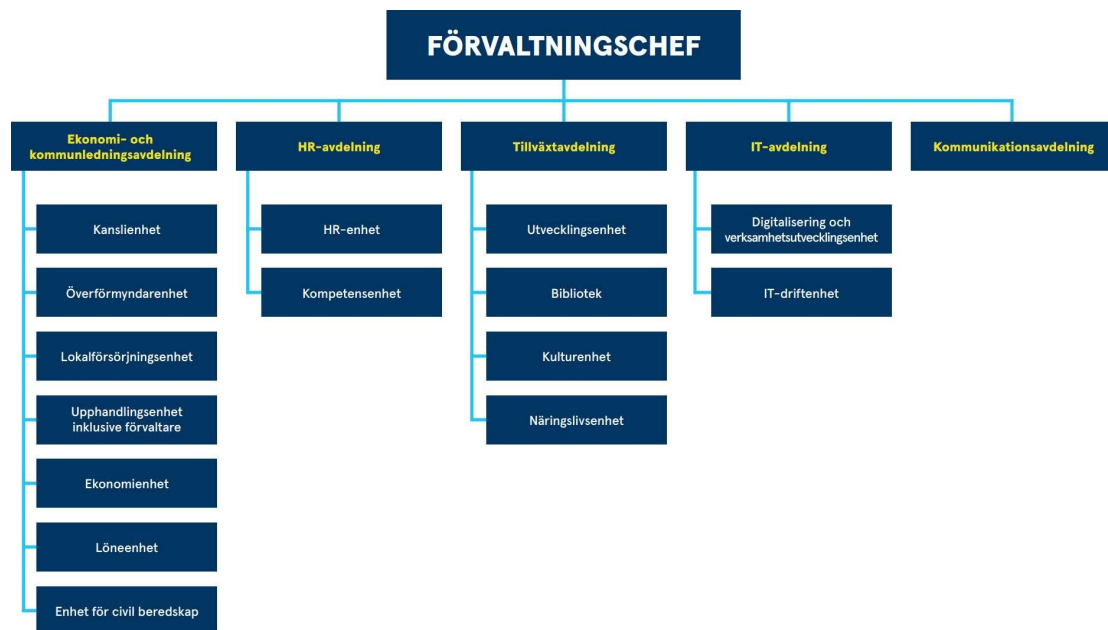 FÖRVALTNINGSCHEF
Ekonomi- och
kommunledningsavdelning
Kanslienhet
Överförmyndarenhet
Lokalförsörjningsenhet
Upphandlingsenhet
inklusive förvaltare
Ekonomienhet
Löneenhet
Enhet för civil beredskap
HR-avdelning
HR-enhet
Kompetensenhet
Tillväxtavdelning
Utvecklingsenhet
Bibliotek
Kulturenhet
Näringslivsenhet
IT-avdelning
Digitalisering och
verksamhetsutvecklingsenhet
IT-driftenhet
Kommunikationsavdelning